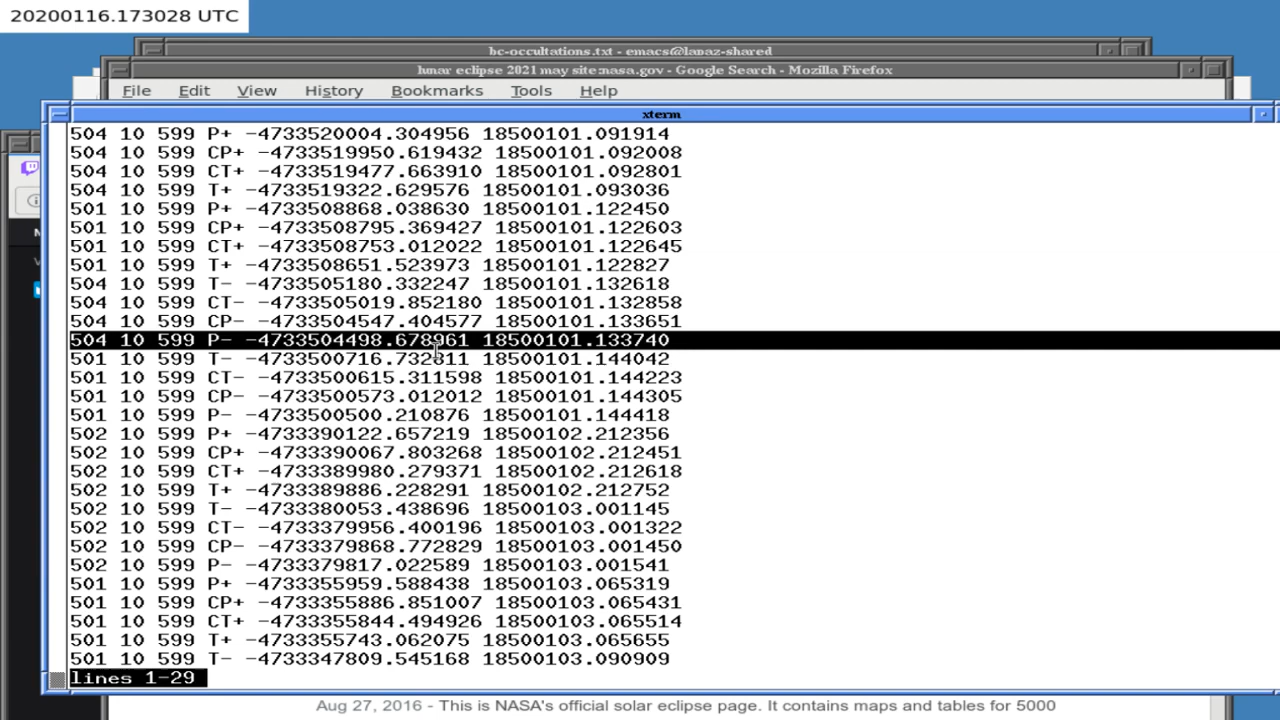 20200116.173028 UTC
bc-occultations.txt - emacs@lapaz-shared
lunar eclipse 2021 may site:nasa.gov - Google Search - Mozilla Firefox
File Edit View History Bookmarks Tools Help
xterm
504 10 599 P+ -4733520004.304956 18500101.091914
504 10 599 CP+ -4733519950.619432 18500101.092008
504 10 599 CT+ -4733519477.663910 18500101.092801
504 10 599 T+ -4733519322.629576 18500101.093036
501 10 599 P+ -4733508868.038630 18500101.122450
501 10 599 CP+ -4733508795.369427 18500101.122603
501 10 599 CT+ -4733508753.012022 18500101.122645
501 10 599 T+ -4733508651.523973 18500101.122827
504 10 599 T- -4733505180.332247 18500101.132618
504 10 599 CT- -4733505019.852180 18500101.132858
504 10 599 CP- -4733504547.404577 18500101.133651
504 10 599 P- -4733504498.678961 18500101.133740
501 10 599 T- -4733500716.732811 18500101.144042
501 10 599 CT- -4733500615.311598 18500101.144223
501 10 599 CP- -4733500573.012012 18500101.144305
501 10 599 P- -4733500500.210876 18500101.144418
502 10 599 P+ -4733390122.657219 18500102.212356
502 10 599 CP+ -4733390067.803268 18500102.212451
502 10 599 CT+ -4733389980.279371 18500102.212618
502 10 599 T+ -4733389886.228291 18500102.212752
502 10 599 T- -4733380053.438696 18500103.001145
502 10 599 CT- -4733379956.400196 18500103.001322
502 10 599 CP- -4733379868.772829 18500103.001450
502 10 599 P- -4733379817.022589 18500103.001541
501 10 599 P+ -4733355959.588438 18500103.065319
501 10 599 CP+ -4733355886.851007 18500103.065431
501 10 599 CT+ -4733355844.494926 18500103.065514
501 10 599 T+ -4733355743.062075 18500103.065655
501 10 599 T- -4733347809.545168 18500103.090909
lines 1-29
Aug 27, 2016 - This is NASA's official solar eclipse page. It contains maps and tables for 5000